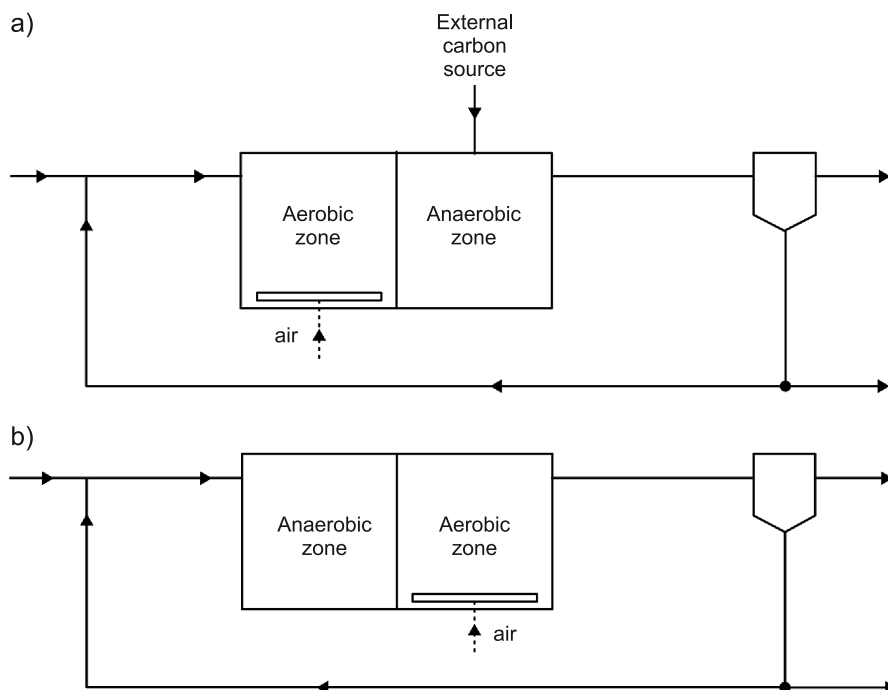 a)
External
carbon
source
Aerobic
zone
Anaerobic
zone
air
b)
Anaerobic
zone
Aerobic
zone
air